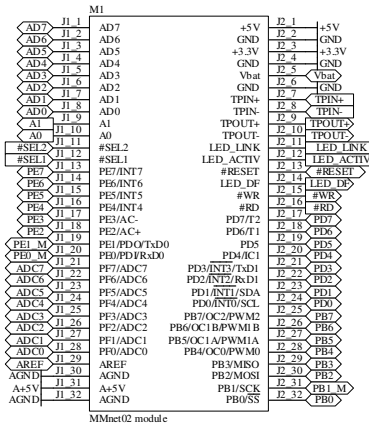 M1
AD7 J1_1 AD7 +5V J2_1 +5V
AD6 J1_2 AD6 GND J2_2 GND
AD5 J1_3 AD5 +3.3V J2_3 +3.3V
AD4 J1_4 AD4 GND J2_4 GND
AD3 J1_5 AD3 Vbat J2_5 Vbat
AD2 J1_6 AD2 GND J2_6 GND
AD1 J1_7 AD1 TPIN+ J2_7 TPIN+
AD0 J1_8 AD0 TPIN- J2_8 TPIN-
A1 J1_9 A1 TPOUT+ J2_9 TPOUT+
A0 J1_10 A0 TPOUT- J2_10 TPOUT-
#SEL2 J1_11 #SEL2 LED_LINK J2_11 LED_LINK
#SEL1 J1_12 #SEL1 LED_ACTIV J2_12 LED_ACTIV
PE7 J1_13 PE7/INT7 #RESET J2_13 #RESET
PE6 J1_14 PE6/INT6 LED_DF J2_14 LED_DF
PE5 J1_15 PE5/INT5 #WR J2_15 #WR
PE4 J1_16 PE4/INT4 #RD J2_16 #RD
PE3 J1_17 PE3/AC- PD7/T2 J2_17 PD7
PE2 J1_18 PE2/AC+ PD6/T1 J2_18 PD6
PE1_M J1_19 PE1/PDO/TxD0 PD5 J2_19 PD5
PE0_M J1_20 PE0/PDI/RxD0 PD4/IC1 J2_20 PD4
ADC7 J1_21 PF7/ADC7 PD3/INT3/TxD1 J2_21 PD3
ADC6 J1_22 PF6/ADC6 PD2/INT2/RxD1 J2_22 PD2
ADC5 J1_23 PF5/ADC5 PD1/INT1/SDA J2_23 PD1
ADC4 J1_24 PF4/ADC4 PD0/INT0/SCL J2_24 PD0
ADC3 J1_25 PF3/ADC3 PB7/OC2/PWM2 J2_25 PB7
ADC2 J1_26 PF2/ADC2 PB6/OC1B/PWM1B J2_26 PB6
ADC1 J1_27 PF1/ADC1 PB5/OC1A/PWM1A J2_27 PB5
ADC0 J1_28 PF0/ADC0 PB4/OC0/PWM0 J2_28 PB4
AREF J1_29 AREF PB3/MISO J2_29 PB3
AGND J1_30 AGND PB2/MOSI J2_30 PB2
A+5V J1_31 A+5V PB1/SCK J2_31 PB1_M
AGND J1_32 AGND PB0/SS J2_32 PB0
MMnet02 module